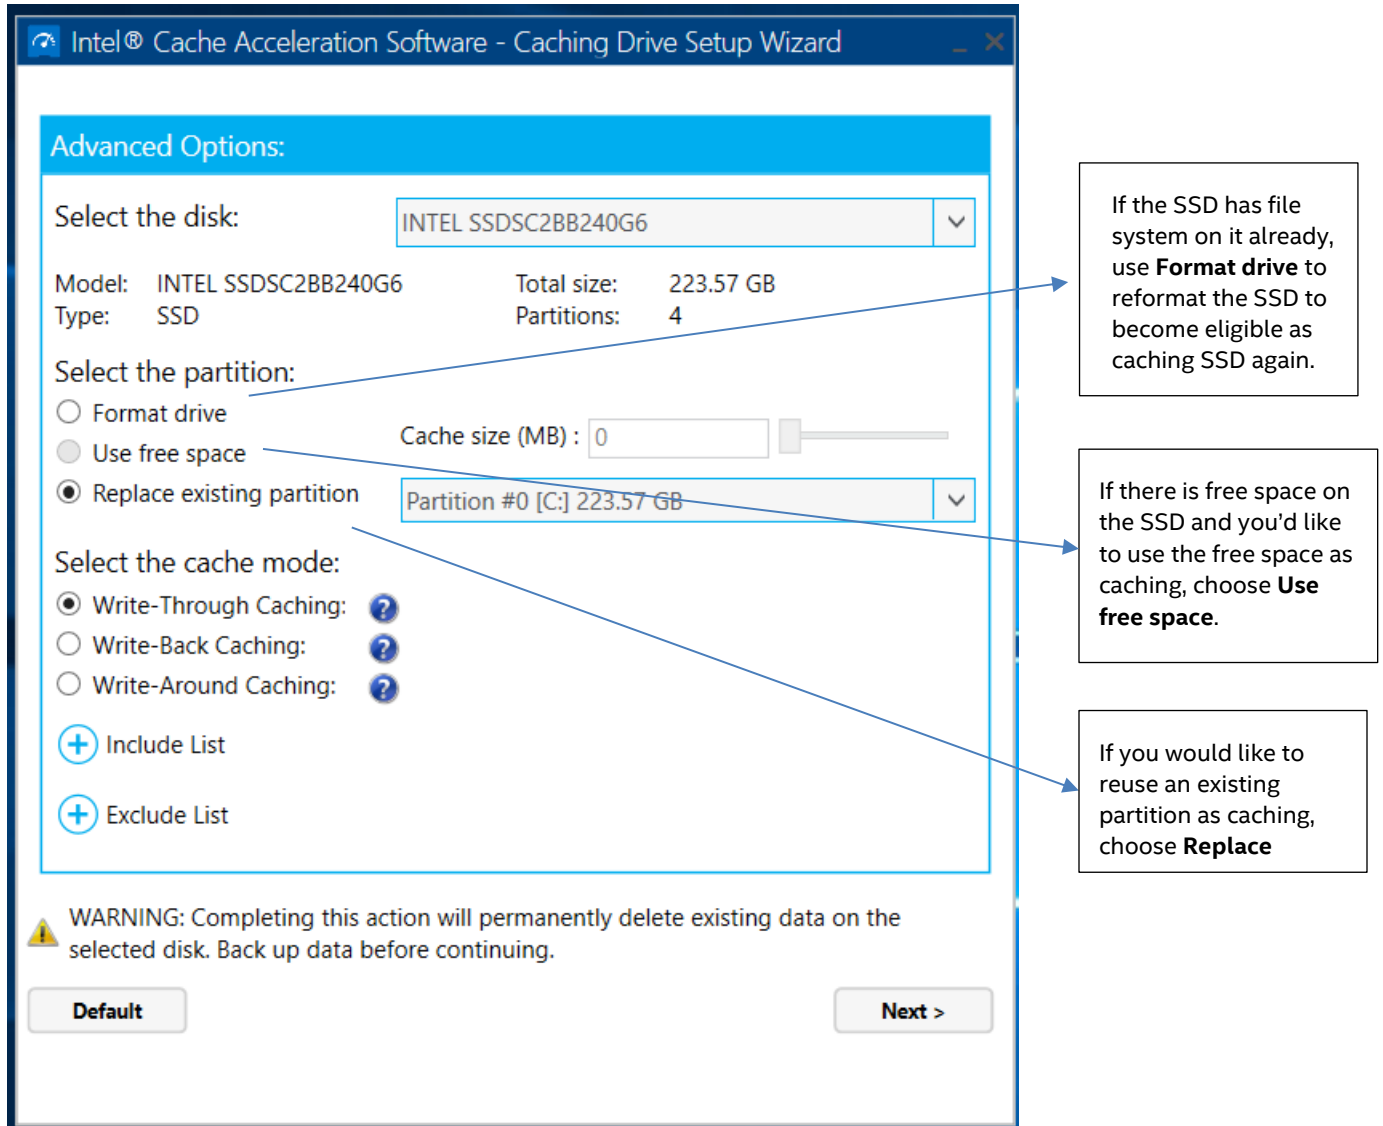 Intel® Cache Acceleration Software - Caching Drive Setup Wizard
Advanced Options:
Select the disk:
INTEL SSDSC2BB240G6
Model: INTEL SSDSC2BB240G6 Total size: 223.57 GB
Type: SSD Partitions: 4
Select the partition:
Format drive
Use free space
Cache size (MB) : 0
Replace existing partition
Partition #0 [C:] 223.57 GB
Select the cache mode:
Write-Through Caching: ?
Write-Back Caching: ?
Write-Around Caching: ?
Include List
Exclude List
WARNING: Completing this action will permanently delete existing data on the
selected disk. Back up data before continuing.
Default
Next >
If the SSD has file
system on it already,
use Format drive to
reformat the SSD to
become eligible as
caching SSD again.
If there is free space on
the SSD and you’d like
to use the free space as
caching, choose Use
free space.
If you would like to
reuse an existing
partition as caching,
choose Replace